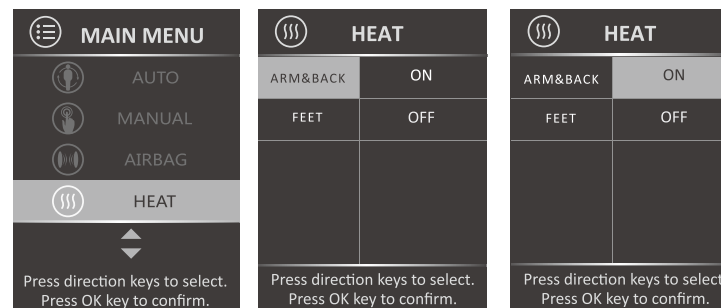 MAIN MENU
AUTO
MANUAL
AIRBAG
HEAT
Press direction keys to select.
Press OK key to confirm.
HEAT
ARM&BACK ON
FEET OFF
Press direction keys to select.
Press OK key to confirm.
HEAT
ARM&BACK ON
FEET OFF
Press direction keys to select
Press OK key to confirm.